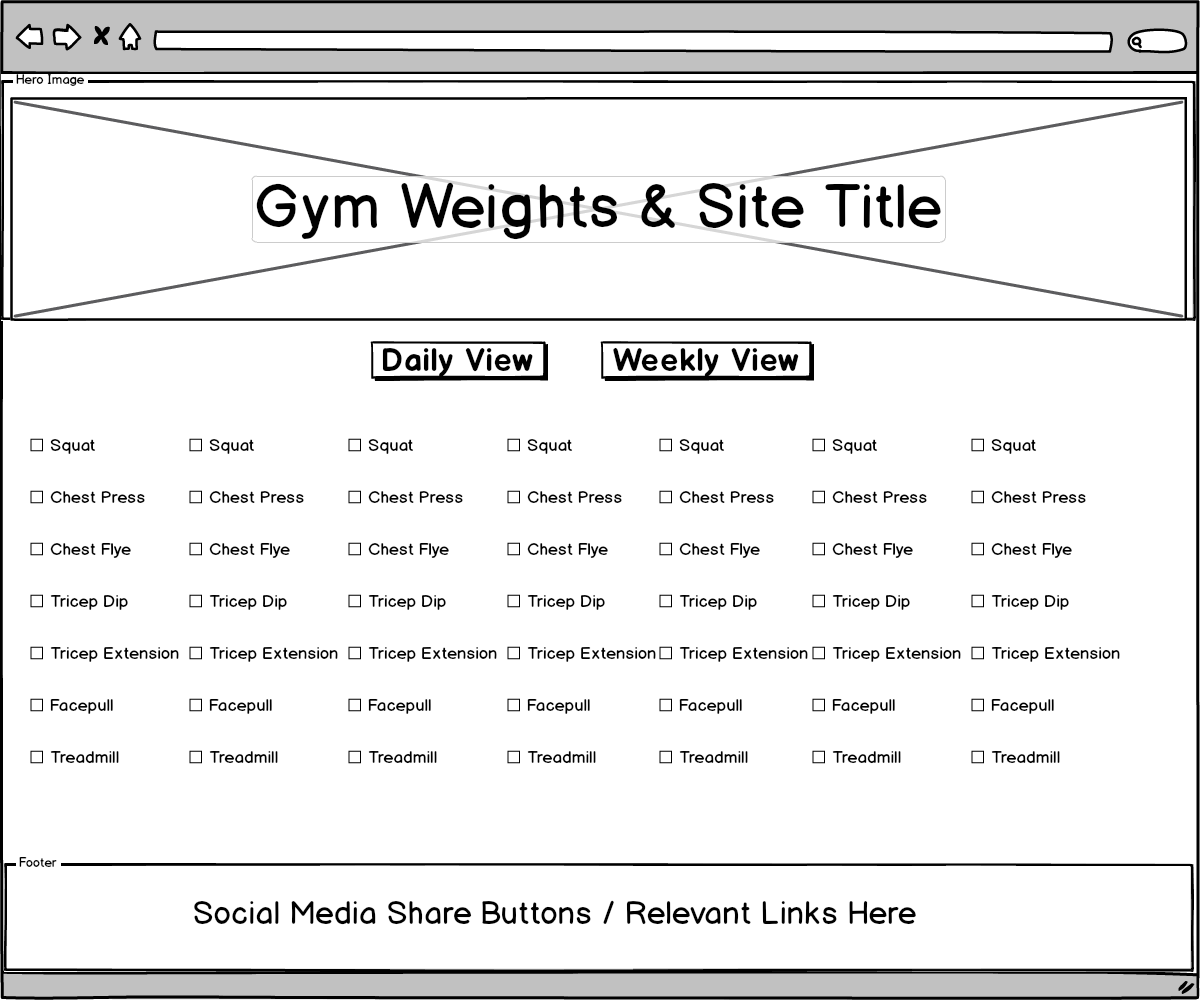 Hero Image
Gym Weights & Site Title
Daily View Weekly View
Squat Squat Squat Squat Squat Squat Squat
Chest Press Chest Press Chest Press Chest Press Chest Press Chest Press Chest Press
Chest Flye Chest Flye Chest Flye Chest Flye Chest Flye Chest Flye Chest Flye
Tricep Dip Tricep Dip Tricep Dip Tricep Dip Tricep Dip Tricep Dip Tricep Dip
Tricep Extension Tricep Extension Tricep Extension Tricep Extension Tricep Extension Tricep Extension Tricep Extension
Facepull Facepull Facepull Facepull Facepull Facepull Facepull
Treadmill Treadmill Treadmill Treadmill Treadmill Treadmill Treadmill
Footer
Social Media Share Buttons / Relevant Links Here